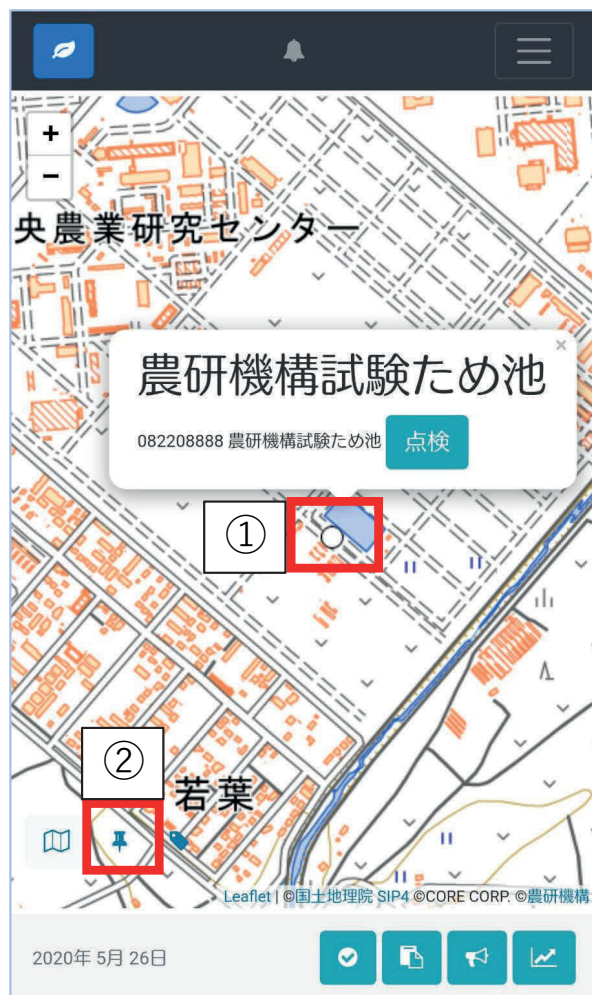 +
−
央農業研究センター
×
農研機構試験ため池
082208888 農研機構試験ため池 点検
①
②
若葉
Leaflet | ©国土地理院 SIP4 ©CORE CORP. ©農研機構
2020年 5月 26日